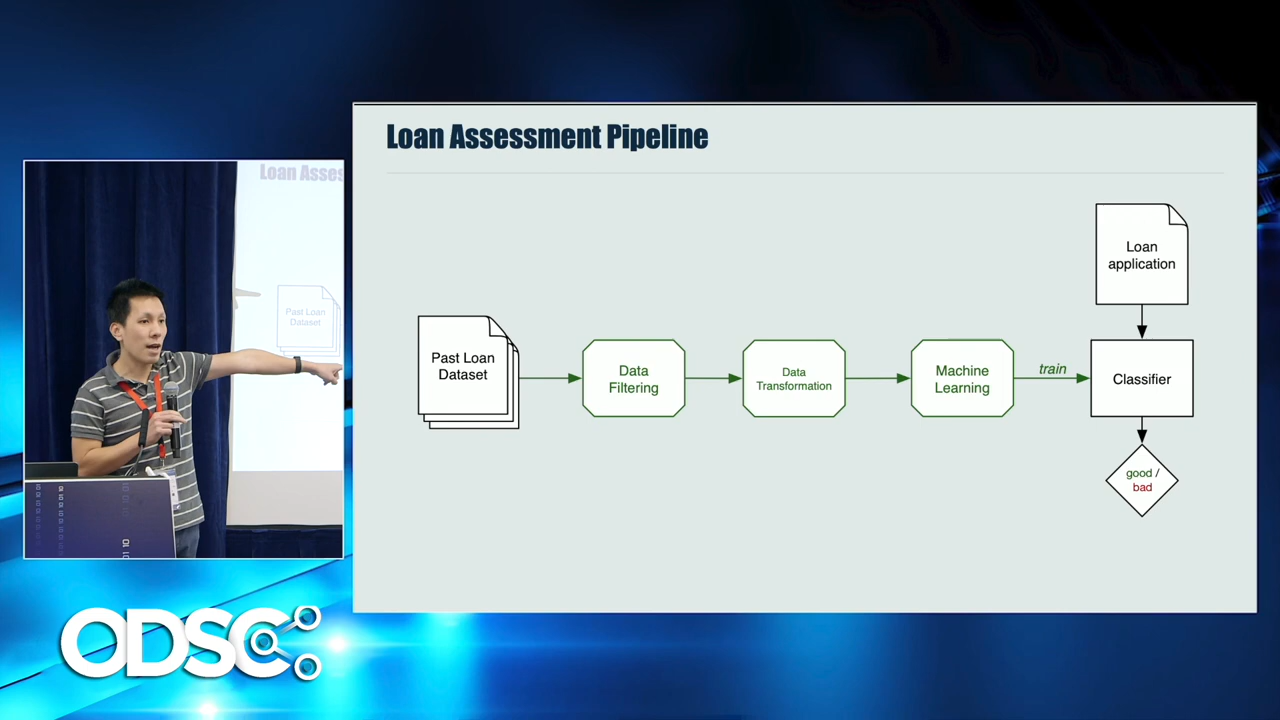 Loan Assessment Pipeline
Loan Asses
Past Loan
Dataset
Loan
application
Past Loan
Dataset
Data
Filtering
Data
Transformation
Machine
Learning
train
Classifier
good /
bad
ODSC